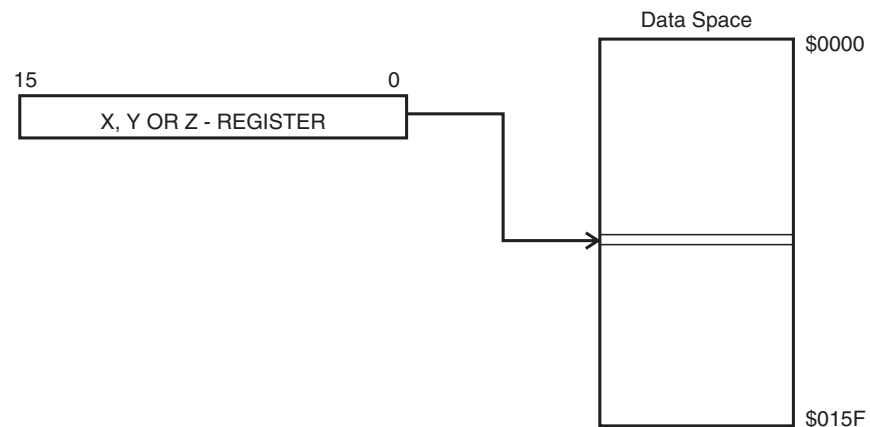 Data Space
$0000
15 0
X, Y OR Z - REGISTER
$015F